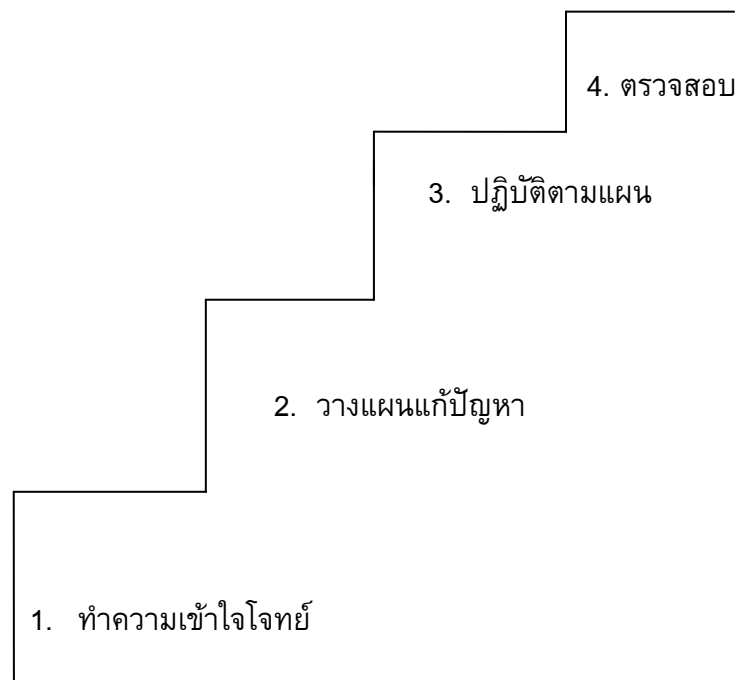 4. ตรวจสอบ
3. ปฏิบัติตามแผน
2. วางแผนแก้ปัญหา
1. ทำความเข้าใจโจทย์